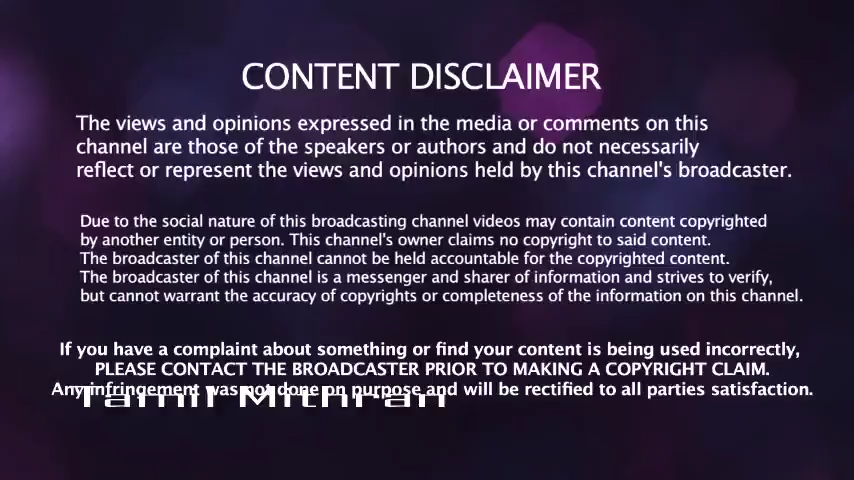 CONTENT DISCLAIMER
The views and opinions expressed in the media or comments on this
channel are those of the speakers or authors and do not necessarily
reflect or represent the views and opinions held by this channel's broadcaster.
Due to the social nature of this broadcasting channel videos may contain content copyrighted
by another entity or person. This channel's owner claims no copyright to said content.
The broadcaster of this channel cannot be held accountable for the copyrighted content.
The broadcaster of this channel is a messenger and sharer of information and strives to verify,
but cannot warrant the accuracy of copyrights or completeness of the information on this channel.
If you have a complaint about something or find your content is being used incorrectly,
PLEASE CONTACT THE BROADCASTER PRIOR TO MAKING A COPYRIGHT CLAIM.
Any infringement was not done on purpose and will be rectified to all parties satisfaction.
Tamil Mithran